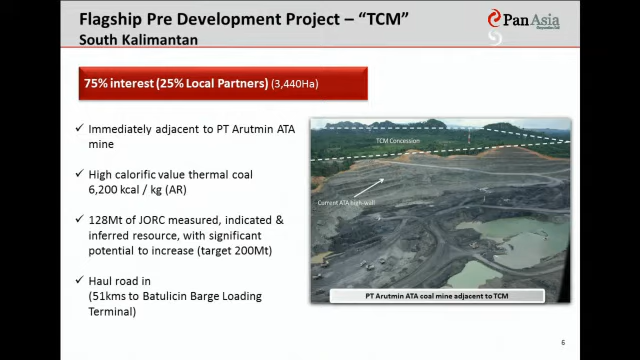 Flagship Pre Development Project – “TCM”
South Kalimantan
PanAsia
75% interest (25% Local Partners) (3,440Ha)
✓ Immediately adjacent to PT Arutmin ATA
mine
✓ High calorific value thermal coal
6,200 kcal / kg (AR)
✓ 128Mt of JORC measured, indicated &
inferred resource, with significant
potential to increase (target 200Mt)
✓ Haul road in
(51kms to Batulicin Barge Loading
Terminal)
TCM Concession
Current ATA high wall
PT Arutmin ATA coal mine adjacent to TCM
6